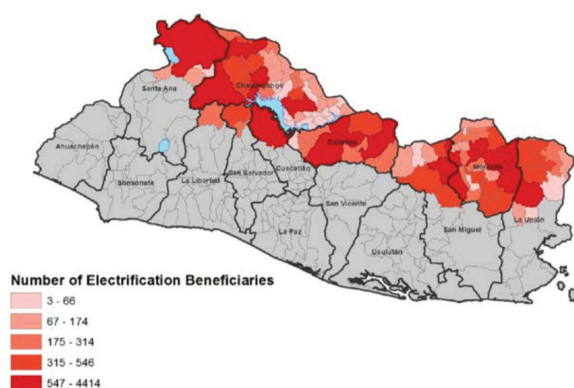 Santa Ana
Chalatenango
Ahuachapán
Sonsonate
La Libertad
San Salvador
Cuscatlán
Cabañas
San Vicente
La Paz
Usulután
San Miguel
Morazán
La Unión
Number of Electrification Beneficiaries
3 - 66
67 - 174
175 - 314
315 - 546
547 - 4414